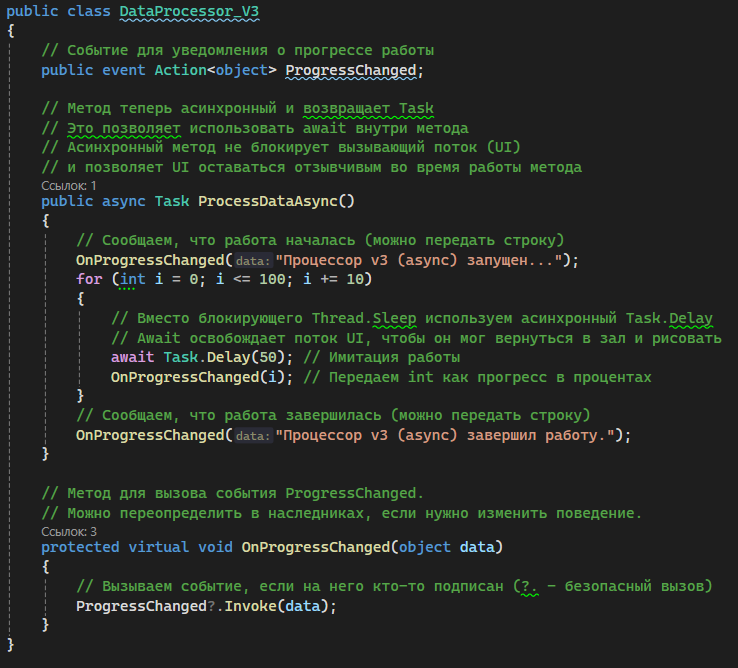 public class DataProcessor_V3
{
    // Событие для уведомления о прогрессе работы
    public event Action<object> ProgressChanged;

    // Метод теперь асинхронный и возвращает Task
    // Это позволяет использовать await внутри метода
    // Асинхронный метод не блокирует вызывающий поток (UI)
    // и позволяет UI оставаться отзывчивым во время работы метода
    Ссылок: 1
    public async Task ProcessDataAsync()
    {
        // Сообщаем, что работа началась (можно передать строку)
        OnProgressChanged(data: "Процессор v3 (async) запущен...");
        for (int i = 0; i <= 100; i += 10)
        {
            // Вместо блокирующего Thread.Sleep используем асинхронный Task.Delay
            // Await освобождает поток UI, чтобы он мог вернуться в зал и рисовать
            await Task.Delay(50); // Имитация работы
            OnProgressChanged(i); // Передаем int как прогресс в процентах
        }
        // Сообщаем, что работа завершилась (можно передать строку)
        OnProgressChanged(data: "Процессор v3 (async) завершил работу.");
    }

    // Метод для вызова события ProgressChanged.
    // Можно переопределить в наследниках, если нужно изменить поведение.
    Ссылок: 3
    protected virtual void OnProgressChanged(object data)
    {
        // Вызываем событие, если на него кто-то подписан (?. - безопасный вызов)
        ProgressChanged?.Invoke(data);
    }
}